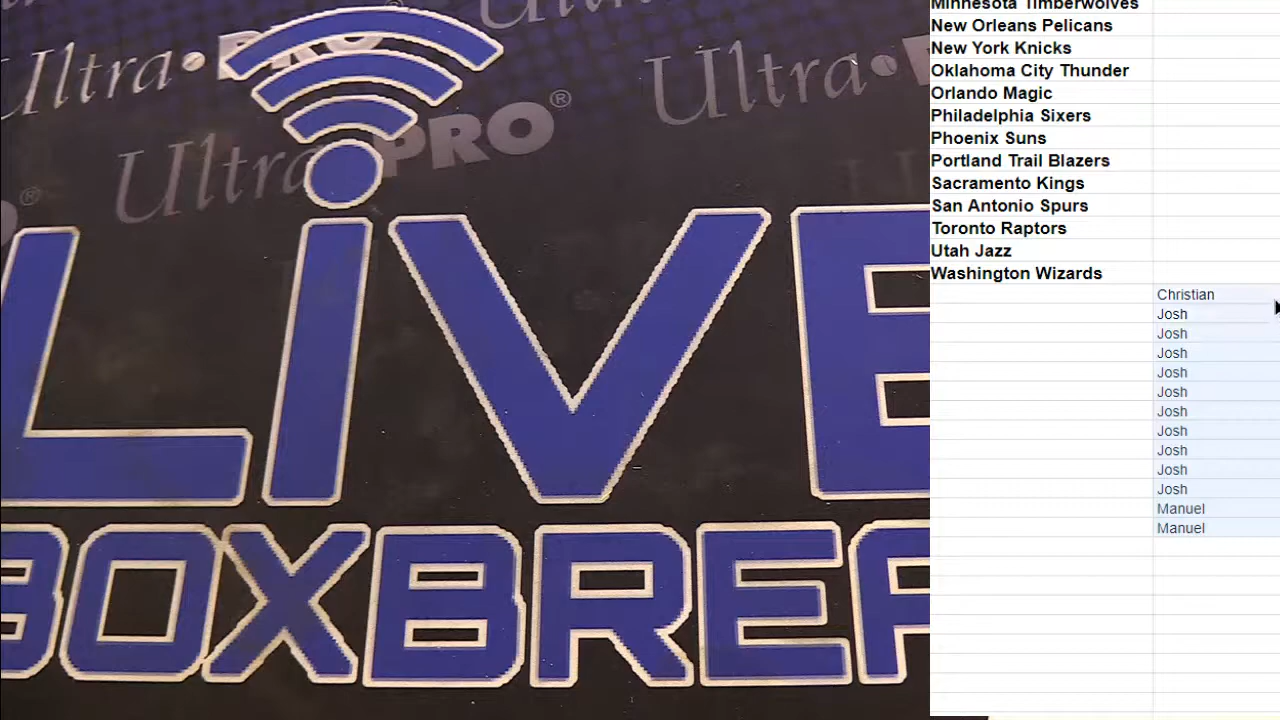 Ultra•PRO®
Ultra
Ultra•
Ultra PRO®
LiVE
BOXBREA
Minnesota Timberwolves
New Orleans Pelicans
New York Knicks
Oklahoma City Thunder
Orlando Magic
Philadelphia Sixers
Phoenix Suns
Portland Trail Blazers
Sacramento Kings
San Antonio Spurs
Toronto Raptors
Utah Jazz
Washington Wizards
Christian
Josh
Josh
Josh
Josh
Josh
Josh
Josh
Josh
Josh
Josh
Manuel
Manuel